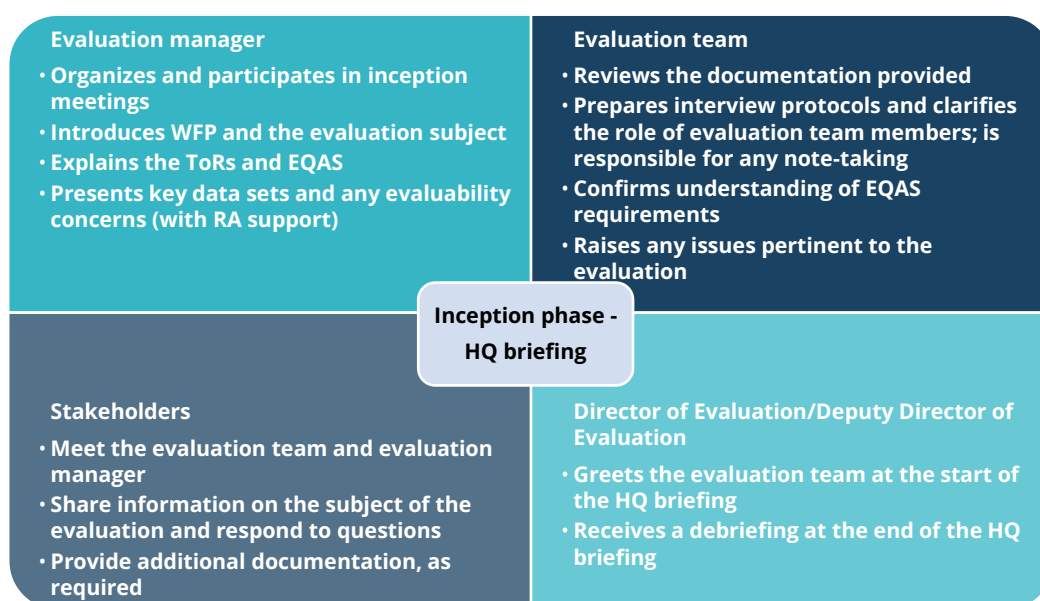 Evaluation manager
• Organizes and participates in inception
meetings
• Introduces WFP and the evaluation subject
• Explains the ToRs and EQAS
• Presents key data sets and any evaluability
concerns (with RA support)
Evaluation team
• Reviews the documentation provided
• Prepares interview protocols and clarifies
the role of evaluation team members; is
responsible for any note-taking
• Confirms understanding of EQAS
requirements
• Raises any issues pertinent to the
evaluation
Inception phase -
HQ briefing
Stakeholders
• Meet the evaluation team and evaluation
manager
• Share information on the subject of the
evaluation and respond to questions
• Provide additional documentation, as
required
Director of Evaluation/Deputy Director of
Evaluation
• Greets the evaluation team at the start of
the HQ briefing
• Receives a debriefing at the end of the HQ
briefing